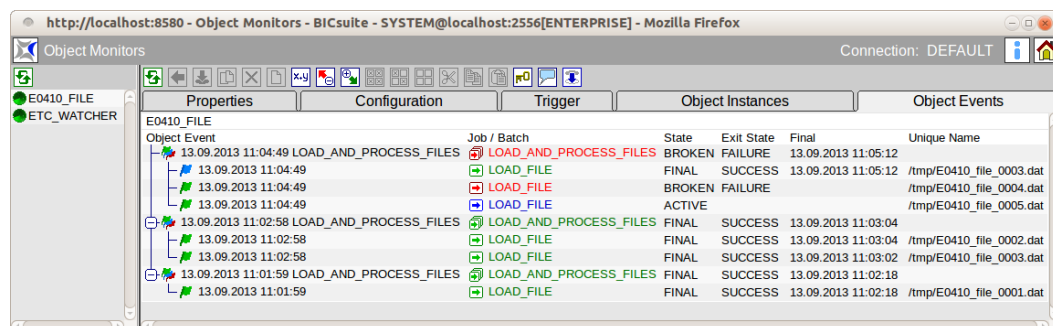 http://localhost:8580 - Object Monitors - BICsuite - SYSTEM@localhost:2556[ENTERPRISE] - Mozilla Firefox
Object Monitors Connection: DEFAULT
x.y
E0410_FILE
ETC_WATCHER
Properties Configuration Trigger Object Instances Object Events
E0410_FILE
Object Event Job / Batch State Exit State Final Unique Name
13.09.2013 11:04:49 LOAD_AND_PROCESS_FILES LOAD_AND_PROCESS_FILES BROKEN FAILURE 13.09.2013 11:05:12
13.09.2013 11:04:49 LOAD_FILE FINAL SUCCESS 13.09.2013 11:05:12 /tmp/E0410_file_0003.dat
13.09.2013 11:04:49 LOAD_FILE BROKEN FAILURE /tmp/E0410_file_0004.dat
13.09.2013 11:04:49 LOAD_FILE ACTIVE /tmp/E0410_file_0005.dat
13.09.2013 11:02:58 LOAD_AND_PROCESS_FILES LOAD_AND_PROCESS_FILES FINAL SUCCESS 13.09.2013 11:03:04
13.09.2013 11:02:58 LOAD_FILE FINAL SUCCESS 13.09.2013 11:03:04 /tmp/E0410_file_0002.dat
13.09.2013 11:02:58 LOAD_FILE FINAL SUCCESS 13.09.2013 11:03:02 /tmp/E0410_file_0003.dat
13.09.2013 11:01:59 LOAD_AND_PROCESS_FILES LOAD_AND_PROCESS_FILES FINAL SUCCESS 13.09.2013 11:02:18
13.09.2013 11:01:59 LOAD_FILE FINAL SUCCESS 13.09.2013 11:02:18 /tmp/E0410_file_0001.dat